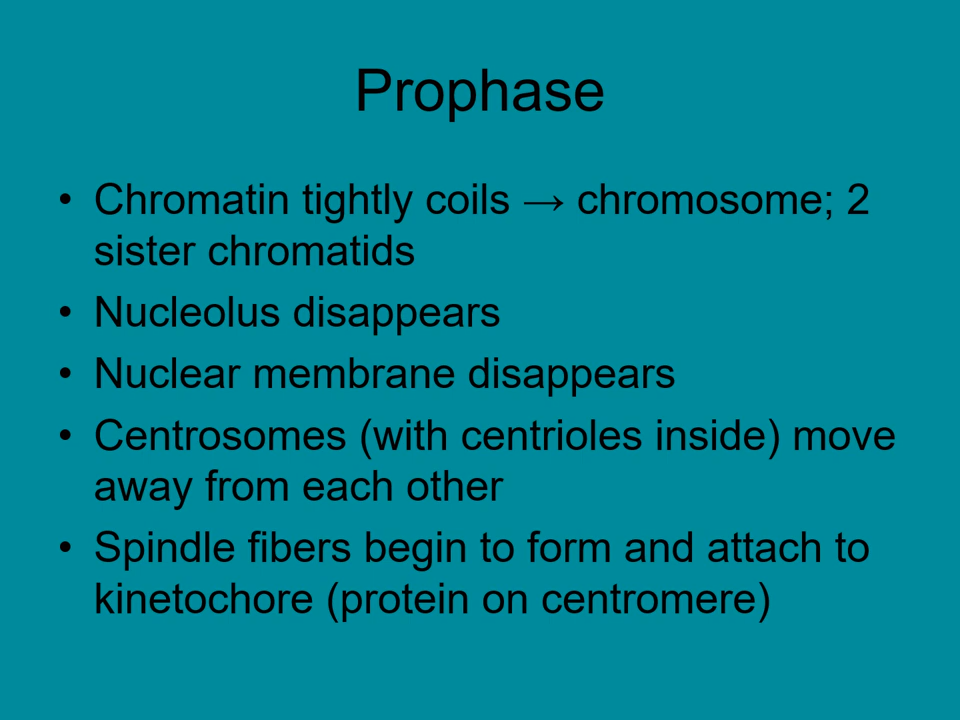 Prophase
• Chromatin tightly coils → chromosome; 2
sister chromatids
• Nucleolus disappears
• Nuclear membrane disappears
• Centrosomes (with centrioles inside) move
away from each other
• Spindle fibers begin to form and attach to
kinetochore (protein on centromere)